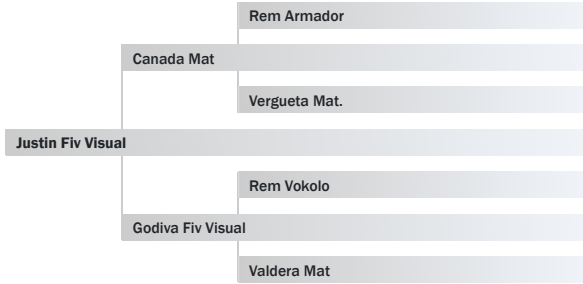 Rem Armador
Canada Mat
Vergueta Mat.
Justin Fiv Visual
Rem Vokolo
Godiva Fiv Visual
Valdera Mat